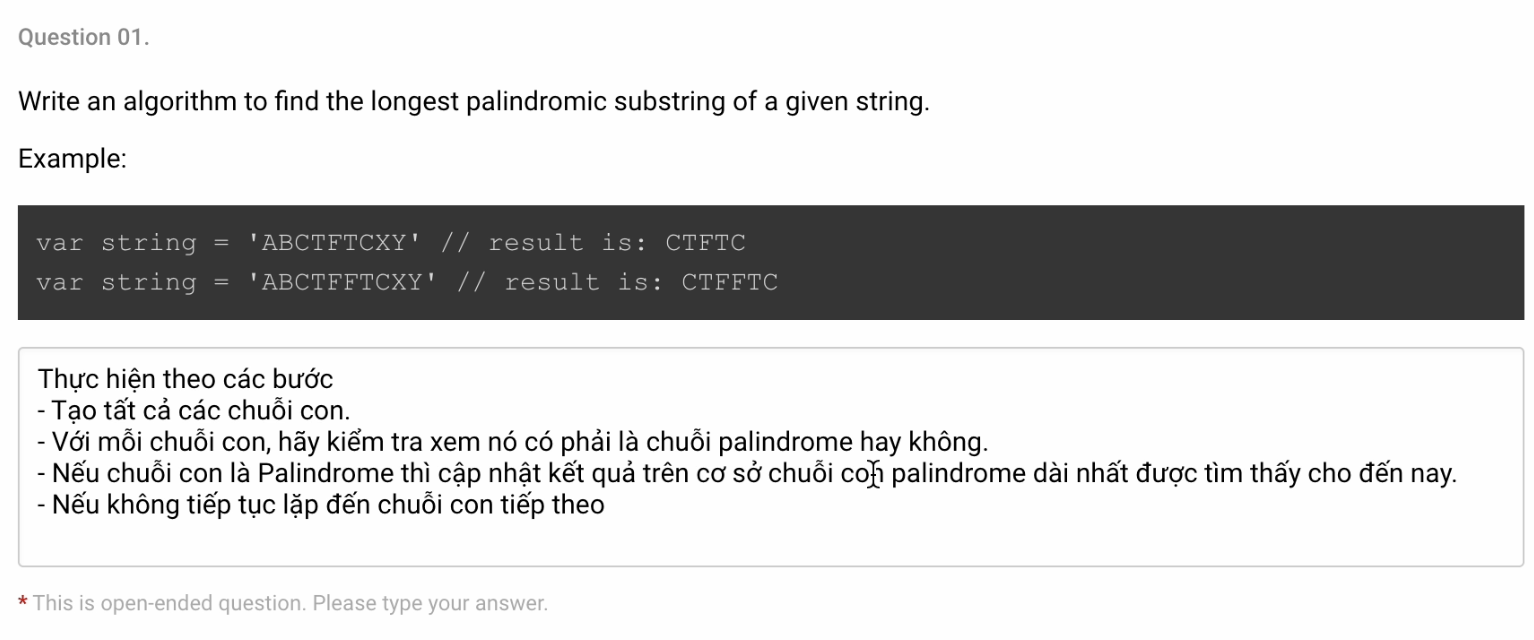 Question 01.
Write an algorithm to find the longest palindromic substring of a given string.
Example:
var string = 'ABCTFTCXY' // result is: CTFTC
var string = 'ABCTFFTCXY' // result is: CTFFTC
Thực hiện theo các bước
- Tạo tất cả các chuỗi con.
- Với mỗi chuỗi con, hãy kiểm tra xem nó có phải là chuỗi palindrome hay không.
- Nếu chuỗi con là Palindrome thì cập nhật kết quả trên cơ sở chuỗi con palindrome dài nhất được tìm thấy cho đến nay.
- Nếu không tiếp tục lặp đến chuỗi con tiếp theo
* This is open-ended question. Please type your answer.